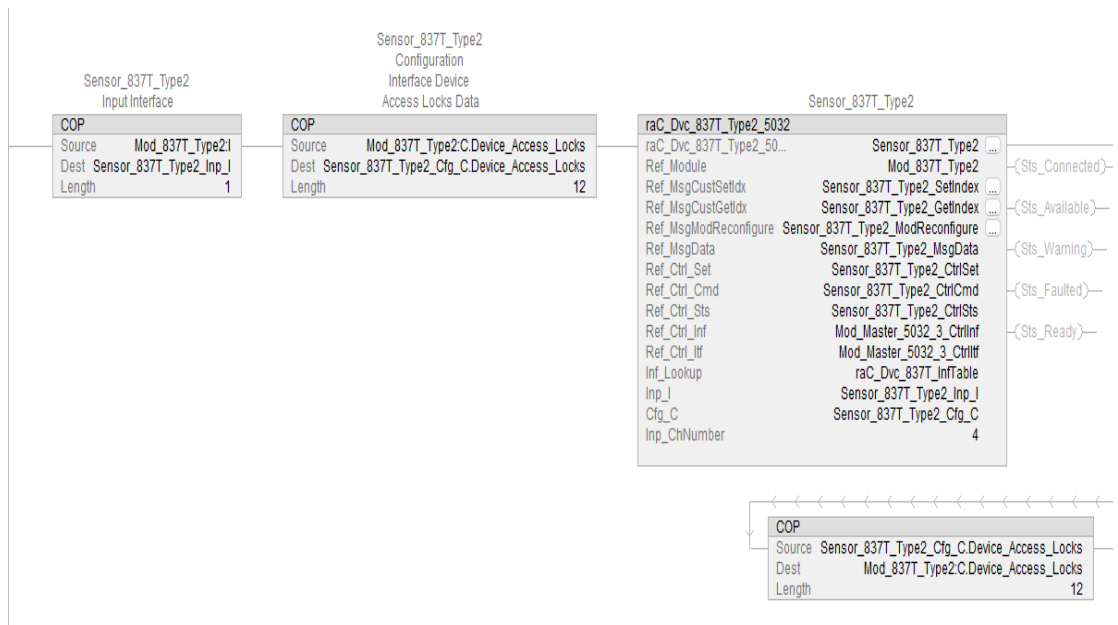 Sensor_837T_Type2
Input Interface
COP
Source Mod_837T_Type2:I
Dest Sensor_837T_Type2_Inp_I
Length 1
Sensor_837T_Type2
Configuration
Interface Device
Access Locks Data
COP
Source Mod_837T_Type2:C.Device_Access_Locks
Dest Sensor_837T_Type2_Cfg_C.Device_Access_Locks
Length 12
Sensor_837T_Type2
raC_Dvc_837T_Type2_5032
raC_Dvc_837T_Type2_50... Sensor_837T_Type2 ...
Ref_Module Mod_837T_Type2
Ref_MsgCustSetIdx Sensor_837T_Type2_SetIndex ...
Ref_MsgCustGetIdx Sensor_837T_Type2_GetIndex ...
Ref_MsgModReconfigure Sensor_837T_Type2_ModReconfigure ...
Ref_MsgData Sensor_837T_Type2_MsgData
Ref_Ctrl_Set Sensor_837T_Type2_CtrlSet
Ref_Ctrl_Cmd Sensor_837T_Type2_CtrlCmd
Ref_Ctrl_Sts Sensor_837T_Type2_CtrlSts
Ref_Ctrl_Inf Mod_Master_5032_3_CtrlInf
Ref_Ctrl_Itf Mod_Master_5032_3_CtrlItf
Inf_Lookup raC_Dvc_837T_InfTable
Inp_I Sensor_837T_Type2_Inp_I
Cfg_C Sensor_837T_Type2_Cfg_C
Inp_ChNumber 4
(Sts_Connected)
(Sts_Available)
(Sts_Warning)
(Sts_Faulted)
(Sts_Ready)
COP
Source Sensor_837T_Type2_Cfg_C.Device_Access_Locks
Dest Mod_837T_Type2:C.Device_Access_Locks
Length 12